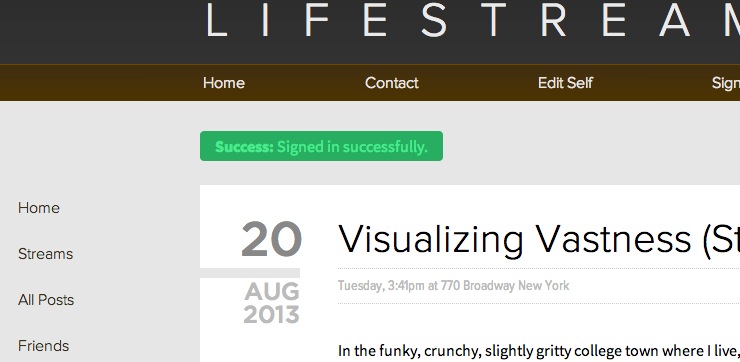 LIFESTREAM
Home Contact Edit Self Sign
Success: Signed in successfully.
Home
Streams
All Posts
Friends
20
AUG
2013
Visualizing Vastness (St
Tuesday, 3:41pm at 770 Broadway New York
In the funky, crunchy, slightly gritty college town where I live,